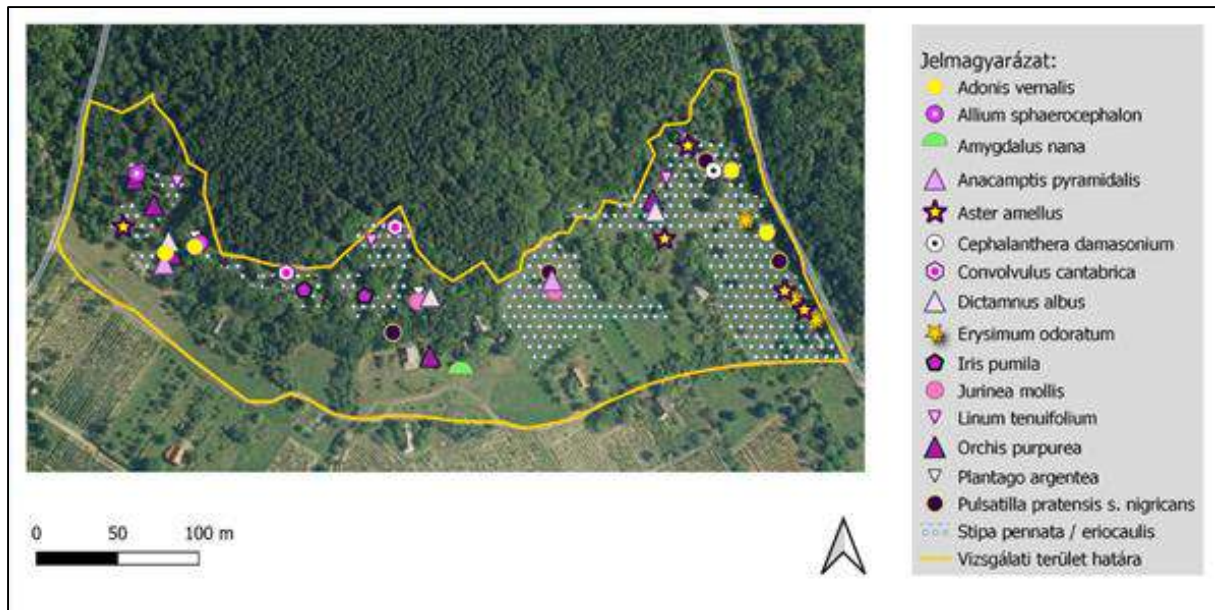 Jelmagyarázat:
Adonis vernalis
Allium sphaerocephalon
Amygdalus nana
Anacamptis pyramidalis
Aster amellus
Cephalanthera damasonium
Convolvulus cantabrica
Dictamnus albus
Erysimum odoratum
Iris pumila
Jurinea mollis
Linum tenuifolium
Orchis purpurea
Plantago argentea
Pulsatilla pratensis s. nigricans
Stipa pennata / eriocaulis
Vizsgálati terület határa
0 50 100 m